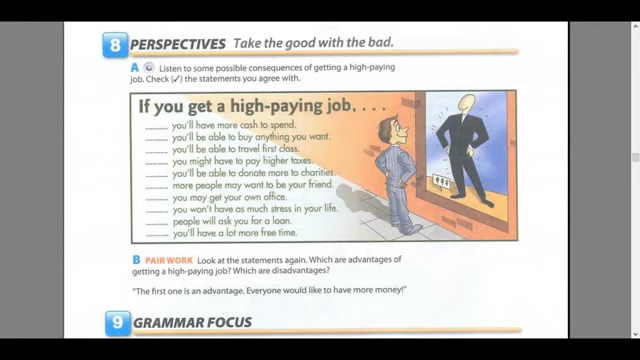 8 PERSPECTIVES Take the good with the bad.
A Listen to some possible consequences of getting a high-paying
job. Check (✓) the statements you agree with.
If you get a high-paying job, . . .
.......... you'll have more cash to spend.
.......... you'll be able to buy anything you want.
.......... you'll be able to travel first class.
.......... you might have to pay higher taxes.
.......... you'll be able to donate more to charities.
.......... more people may want to be your friend.
.......... you may get your own office.
.......... you won't have as much stress in your life.
.......... people will ask you for a loan.
.......... you'll have a lot more free time.
B PAIR WORK Look at the statements again. Which are advantages of
getting a high-paying job? Which are disadvantages?
"The first one is an advantage. Everyone would like to have more money!"
9 GRAMMAR FOCUS